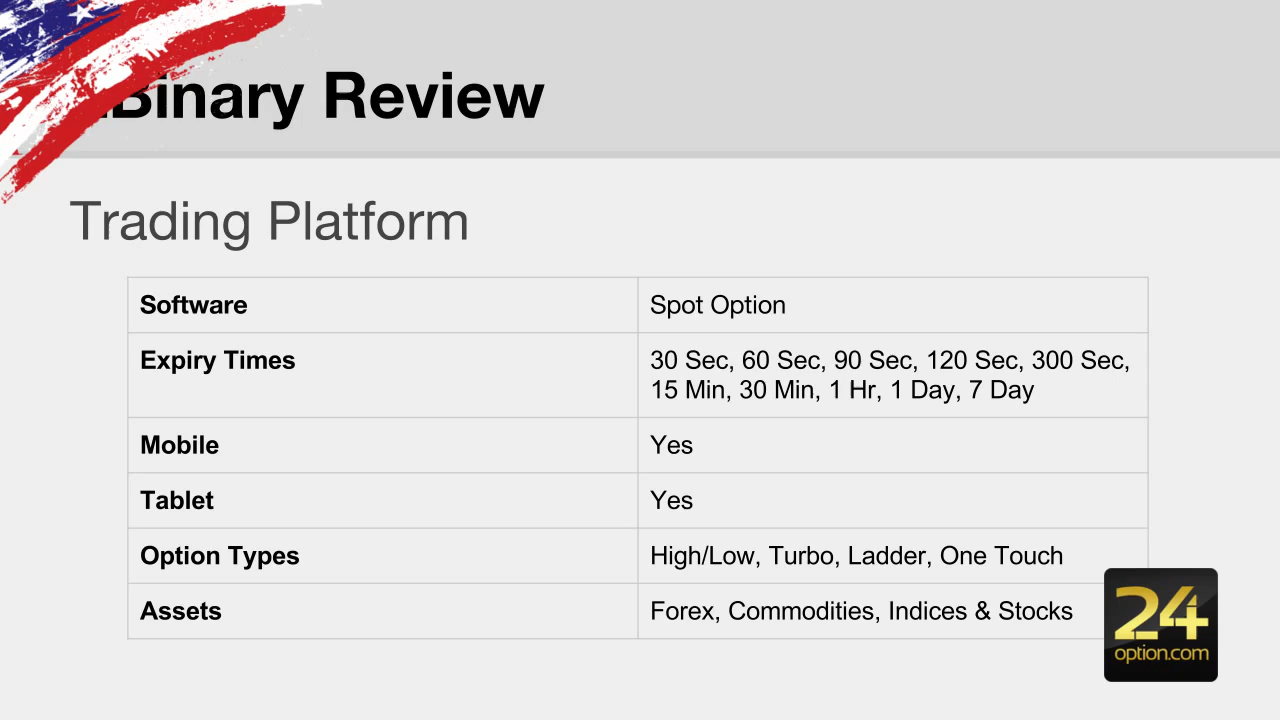 Binary Review
Trading Platform
Software Spot Option
Expiry Times 30 Sec, 60 Sec, 90 Sec, 120 Sec, 300 Sec,
15 Min, 30 Min, 1 Hr, 1 Day, 7 Day
Mobile Yes
Tablet Yes
Option Types High/Low, Turbo, Ladder, One Touch
Assets Forex, Commodities, Indices & Stocks
24
option.com